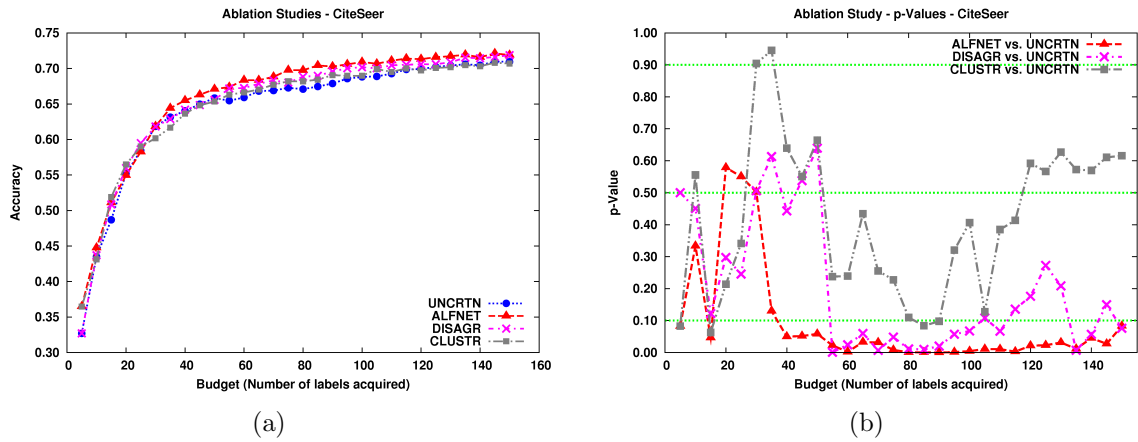 Ablation Studies - CiteSeer
0.75
0.70
0.65
0.60
0.55
0.50
0.45
0.40
0.35
0.30
Accuracy
UNCRTN
ALFNET
DISAGR
CLUSTR
0 20 40 60 80 100 120 140 160
Budget (Number of labels acquired)
(a)
Ablation Study - p-Values - CiteSeer
1.00
0.90
0.80
0.70
0.60
0.50
0.40
0.30
0.20
0.10
0.00
p-Value
ALFNET vs. UNCRTN
DISAGR vs. UNCRTN
CLUSTR vs. UNCRTN
0 20 40 60 80 100 120 140
Budget (Number of labels acquired)
(b)